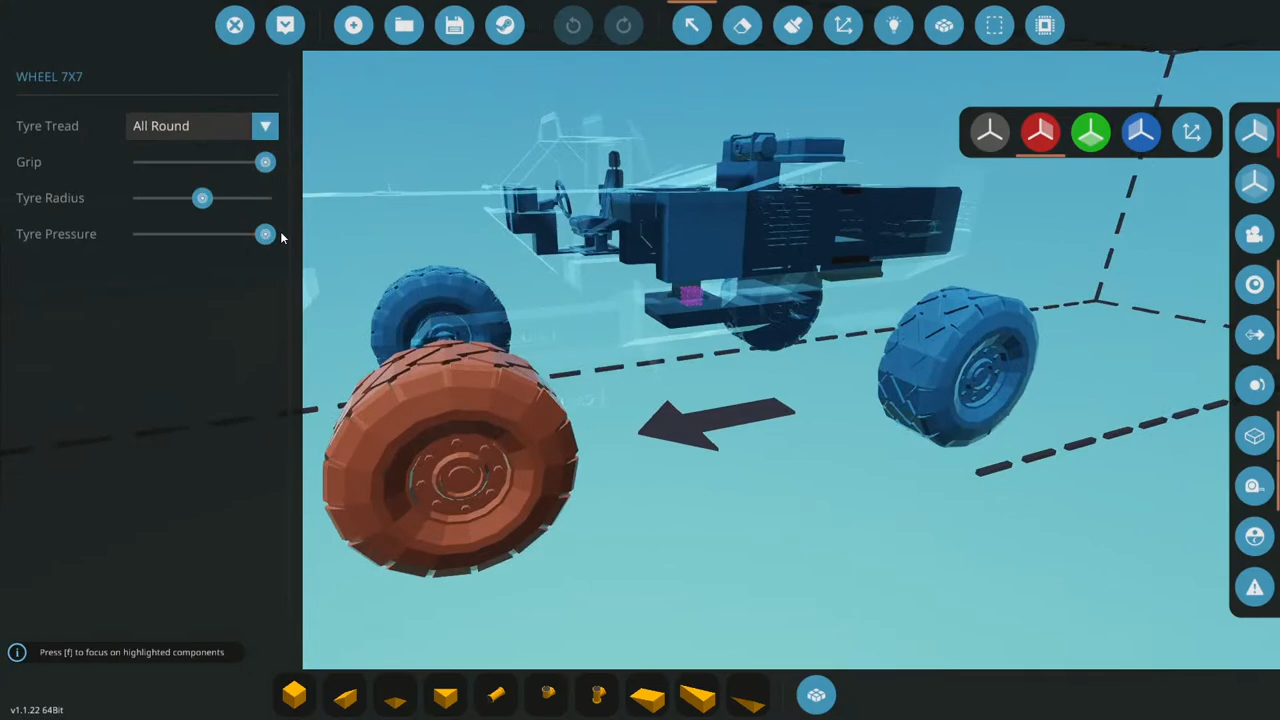 WHEEL 7X7
Tyre Tread
All Round
Grip
Tyre Radius
Tyre Pressure
Press [f] to focus on highlighted components
v1.1.22 64Bit